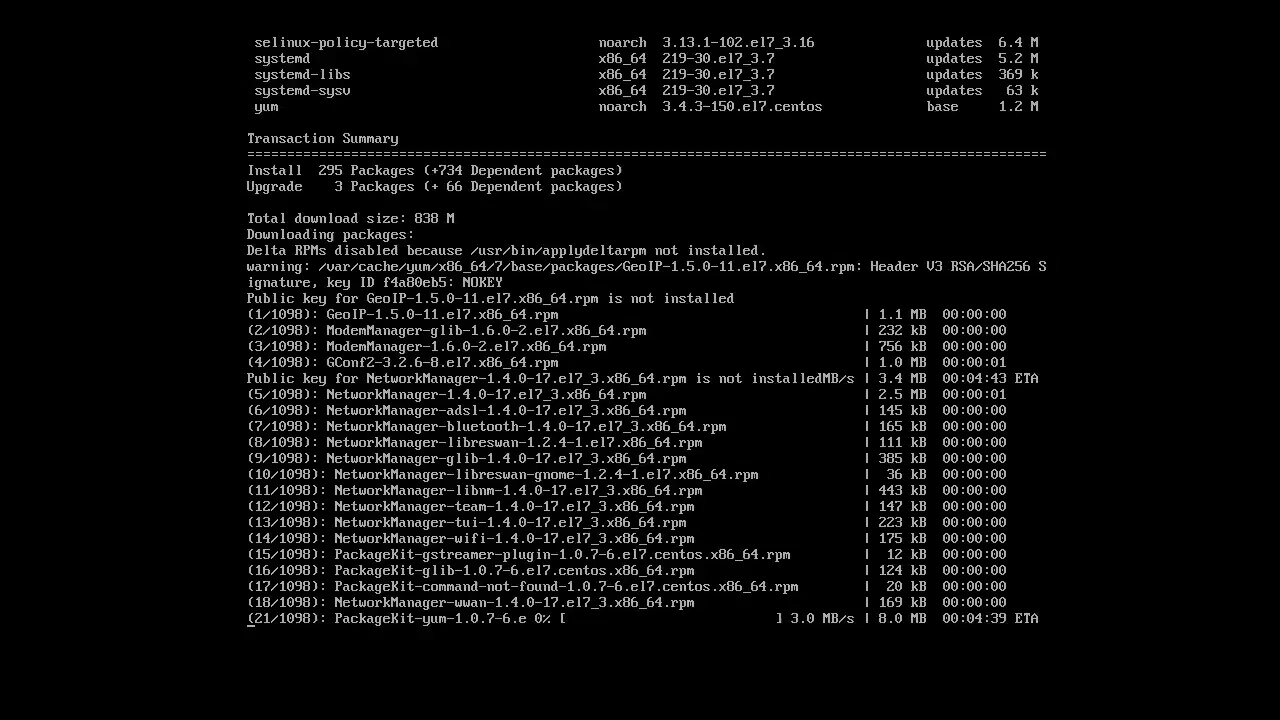 selinux-policy-targeted noarch 3.13.1-102.el7_3.16 updates 6.4 M
systemd x86_64 219-30.el7_3.7 updates 5.2 M
systemd-libs x86_64 219-30.el7_3.7 updates 369 k
systemd-sysv x86_64 219-30.el7_3.7 updates 63 k
yum noarch 3.4.3-150.el7.centos base 1.2 M
Transaction Summary
====================================================================================================
Install 295 Packages (+734 Dependent packages)
Upgrade 3 Packages (+ 66 Dependent packages)
Total download size: 838 M
Downloading packages:
Delta RPMs disabled because /usr/bin/applydeltarpm not installed.
warning: /var/cache/yum/x86_64/7/base/packages/GeoIP-1.5.0-11.el7.x86_64.rpm: Header V3 RSA/SHA256 S
ignature, key ID f4a80eb5: NOKEY
Public key for GeoIP-1.5.0-11.el7.x86_64.rpm is not installed
(1/1098): GeoIP-1.5.0-11.el7.x86_64.rpm | 1.1 MB 00:00:00
(2/1098): ModemManager-glib-1.6.0-2.el7.x86_64.rpm | 232 kB 00:00:00
(3/1098): ModemManager-1.6.0-2.el7.x86_64.rpm | 756 kB 00:00:00
(4/1098): GConf2-3.2.6-8.el7.x86_64.rpm | 1.0 MB 00:00:01
Public key for NetworkManager-1.4.0-17.el7_3.x86_64.rpm is not installedMB/s | 3.4 MB 00:04:43 ETA
(5/1098): NetworkManager-1.4.0-17.el7_3.x86_64.rpm | 2.5 MB 00:00:01
(6/1098): NetworkManager-adsl-1.4.0-17.el7_3.x86_64.rpm | 145 kB 00:00:00
(7/1098): NetworkManager-bluetooth-1.4.0-17.el7_3.x86_64.rpm | 165 kB 00:00:00
(8/1098): NetworkManager-libreswan-1.2.4-1.el7.x86_64.rpm | 111 kB 00:00:00
(9/1098): NetworkManager-glib-1.4.0-17.el7_3.x86_64.rpm | 385 kB 00:00:00
(10/1098): NetworkManager-libreswan-gnome-1.2.4-1.el7.x86_64.rpm | 36 kB 00:00:00
(11/1098): NetworkManager-libnm-1.4.0-17.el7_3.x86_64.rpm | 443 kB 00:00:00
(12/1098): NetworkManager-team-1.4.0-17.el7_3.x86_64.rpm | 147 kB 00:00:00
(13/1098): NetworkManager-tui-1.4.0-17.el7_3.x86_64.rpm | 223 kB 00:00:00
(14/1098): NetworkManager-wifi-1.4.0-17.el7_3.x86_64.rpm | 175 kB 00:00:00
(15/1098): PackageKit-gstreamer-plugin-1.0.7-6.el7.centos.x86_64.rpm | 12 kB 00:00:00
(16/1098): PackageKit-glib-1.0.7-6.el7.centos.x86_64.rpm | 124 kB 00:00:00
(17/1098): PackageKit-command-not-found-1.0.7-6.el7.centos.x86_64.rpm | 20 kB 00:00:00
(18/1098): NetworkManager-wwan-1.4.0-17.el7_3.x86_64.rpm | 169 kB 00:00:00
(21/1098): PackageKit-yum-1.0.7-6.e 0% [ ] 3.0 MB/s | 8.0 MB 00:04:39 ETA